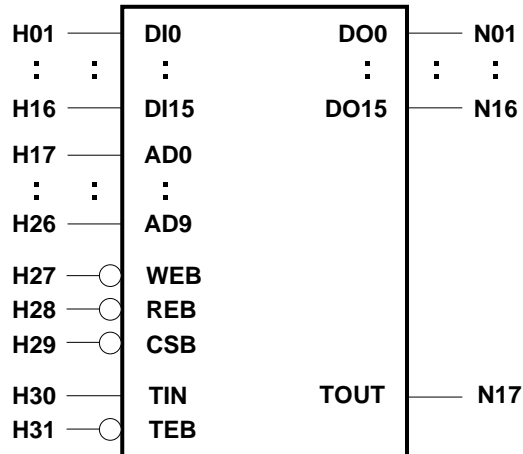 H01 DI0 DO0 N01
: : : : : :
H16 DI15 DO15 N16
H17 AD0
: : :
H26 AD9
H27 WEB
H28 REB
H29 CSB
H30 TIN TOUT N17
H31 TEB